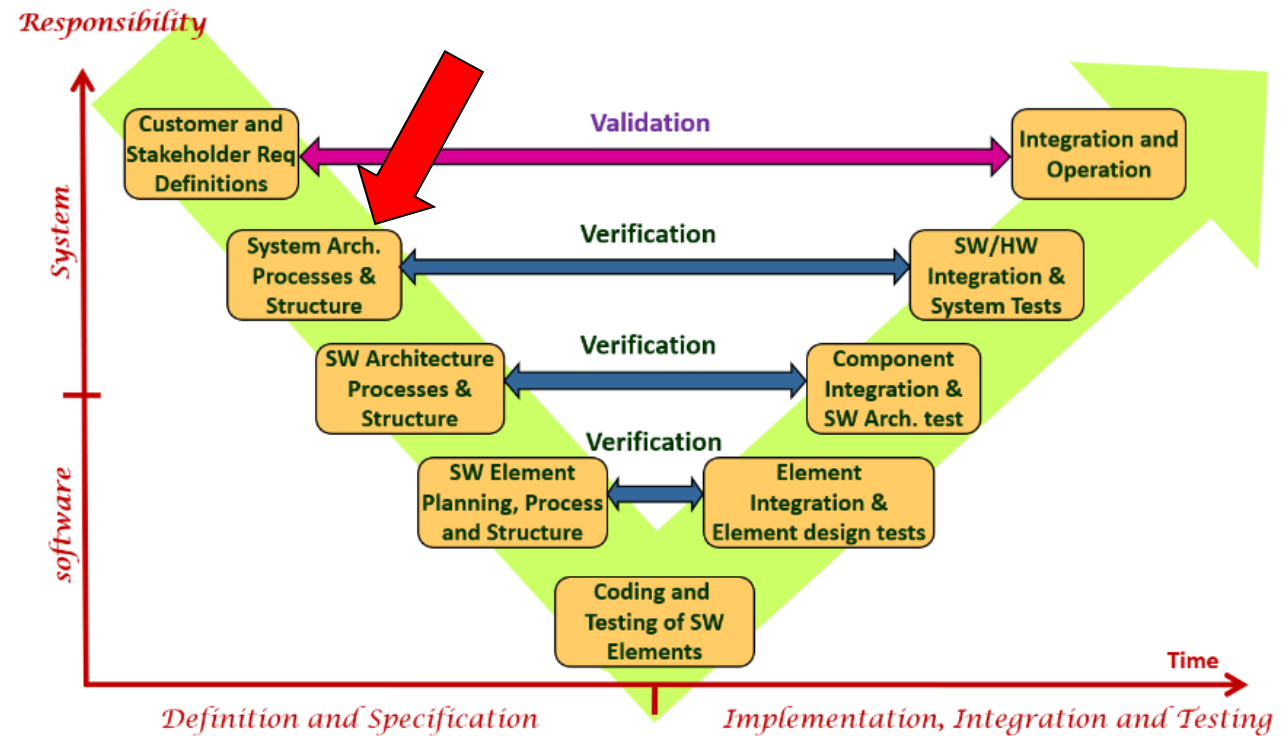 Responsibility
Customer and
Stakeholder Req
Definitions
Validation
Integration and
Operation
System
System Arch.
Processes &
Structure
Verification
SW/HW
Integration &
System Tests
SW Architecture
Processes &
Structure
Verification
Component
Integration &
SW Arch. test
software
SW Element
Planning, Process
and Structure
Verification
Element
Integration &
Element design tests
Coding and
Testing of SW
Elements
Time
Definition and Specification
Implementation, Integration and Testing